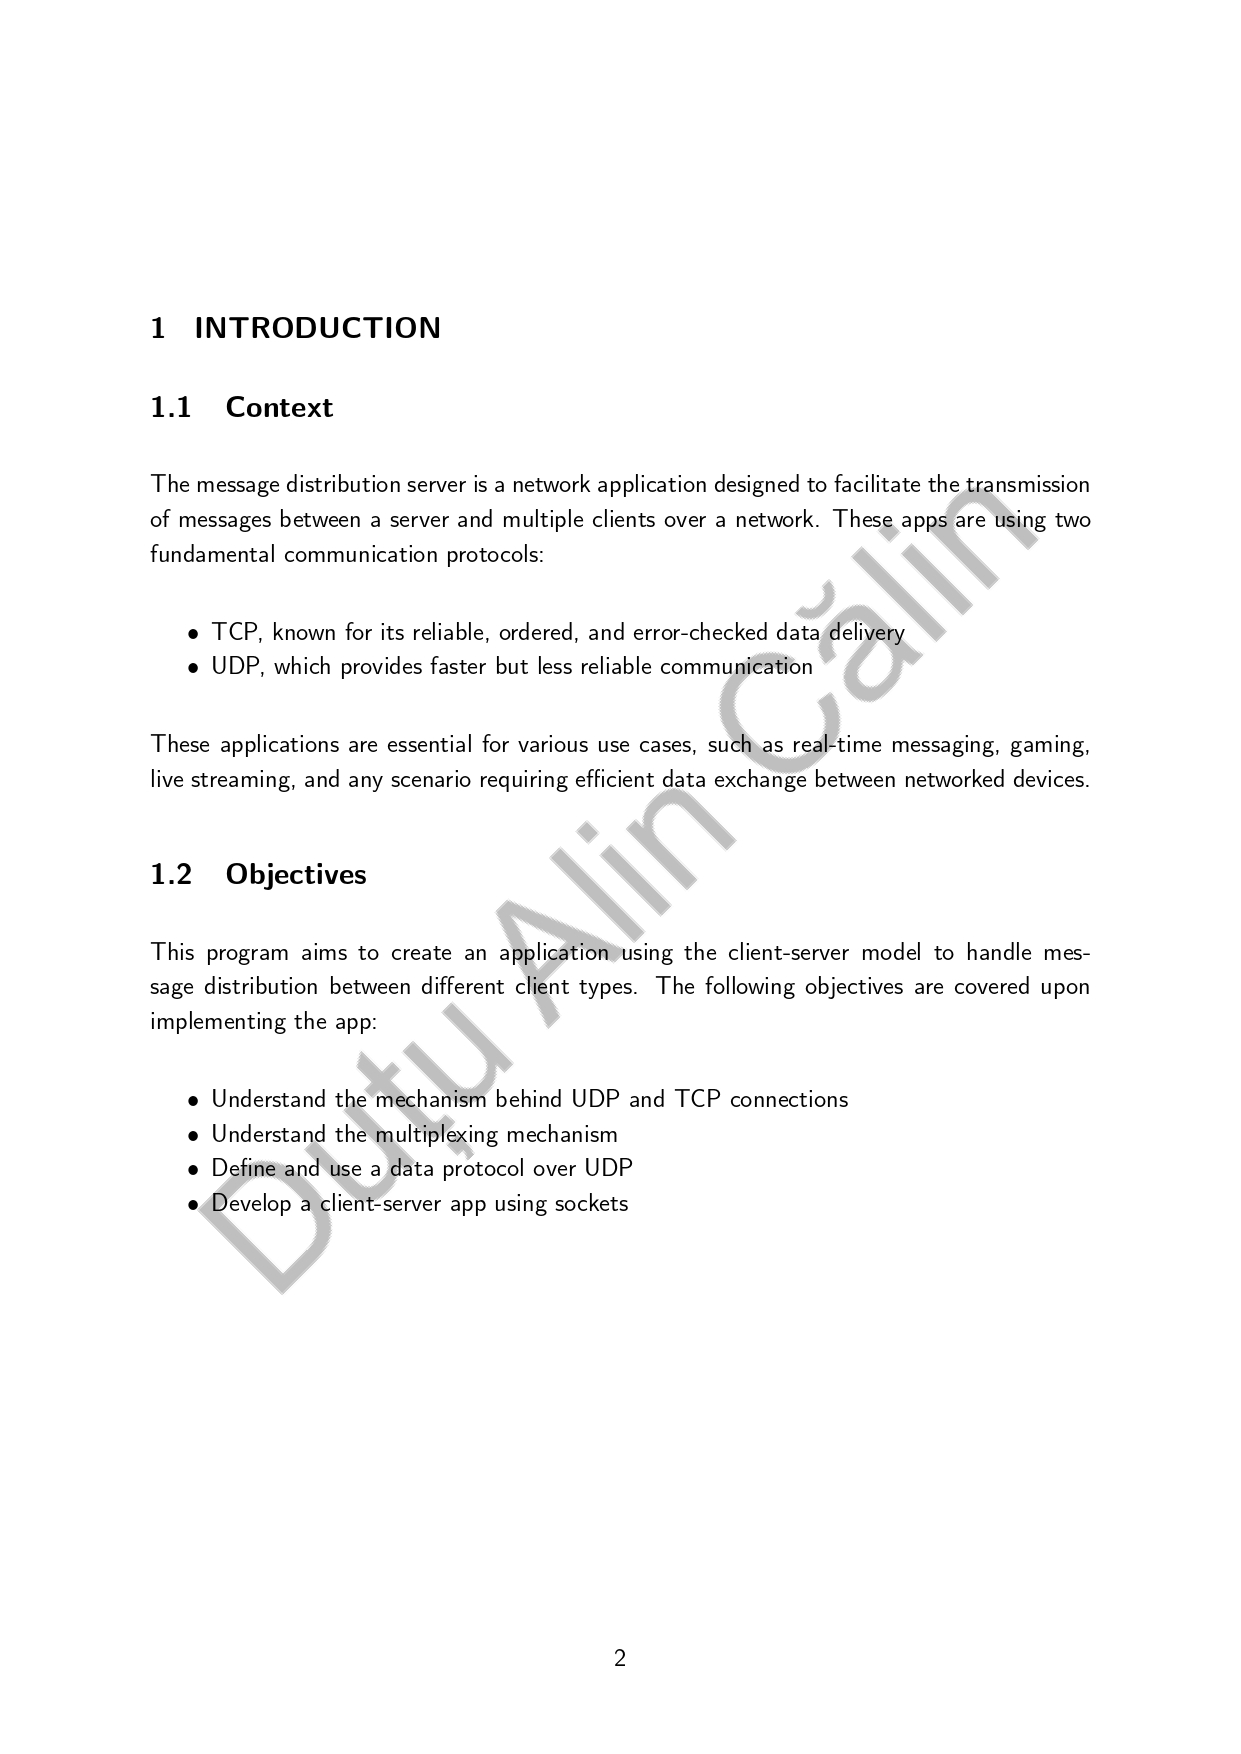 1 INTRODUCTION
1.1 Context
The message distribution server is a network application designed to facilitate the transmission
of messages between a server and multiple clients over a network. These apps are using two
fundamental communication protocols:
• TCP, known for its reliable, ordered, and error-checked data delivery
• UDP, which provides faster but less reliable communication
These applications are essential for various use cases, such as real-time messaging, gaming,
live streaming, and any scenario requiring efficient data exchange between networked devices.
1.2 Objectives
This program aims to create an application using the client-server model to handle mes-
sage distribution between different client types. The following objectives are covered upon
implementing the app:
• Understand the mechanism behind UDP and TCP connections
• Understand the multiplexing mechanism
• Define and use a data protocol over UDP
• Develop a client-server app using sockets
Duțu Alin Călin
2